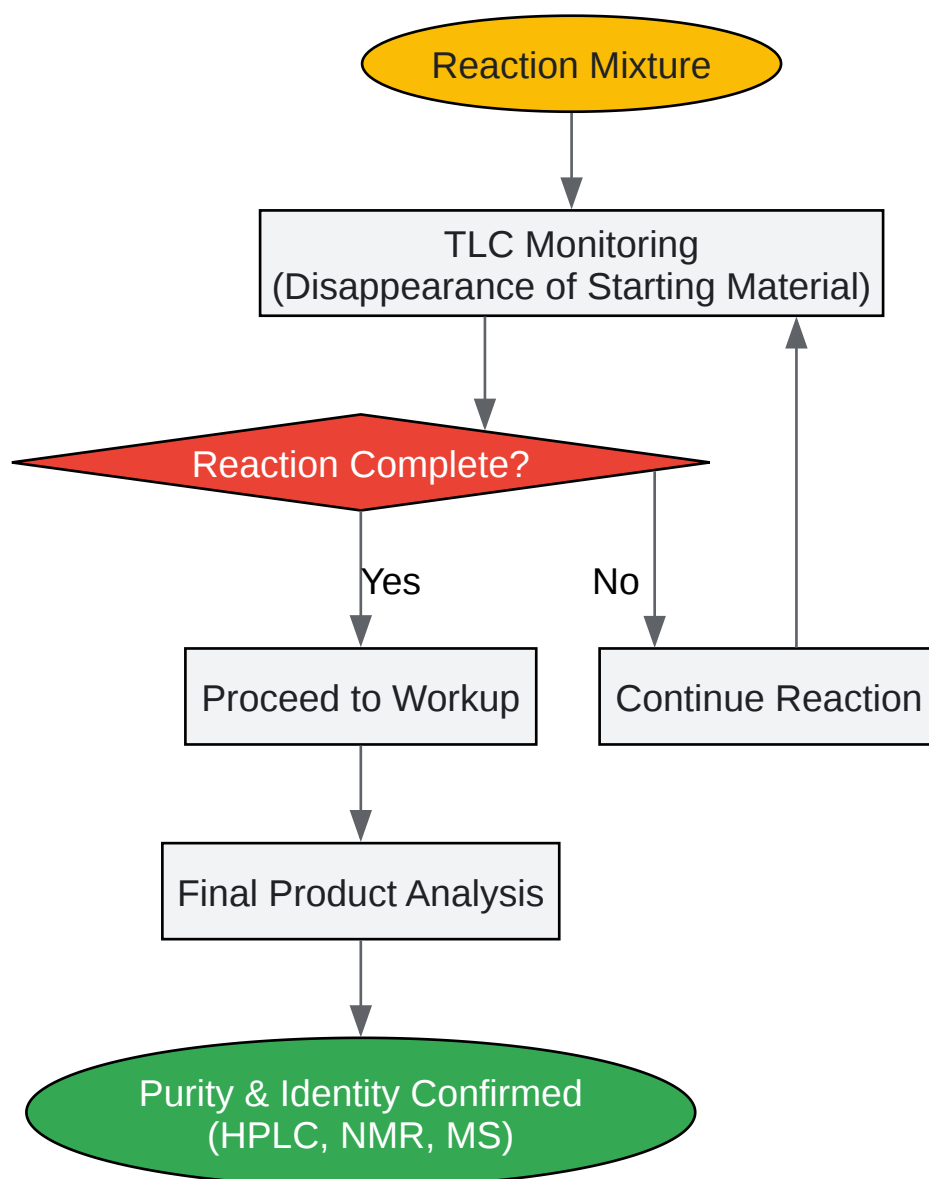 Reaction Mixture
TLC Monitoring
(Disappearance of Starting Material)
Reaction Complete?
Yes
No
Proceed to Workup
Continue Reaction
Final Product Analysis
Purity & Identity Confirmed
(HPLC, NMR, MS)